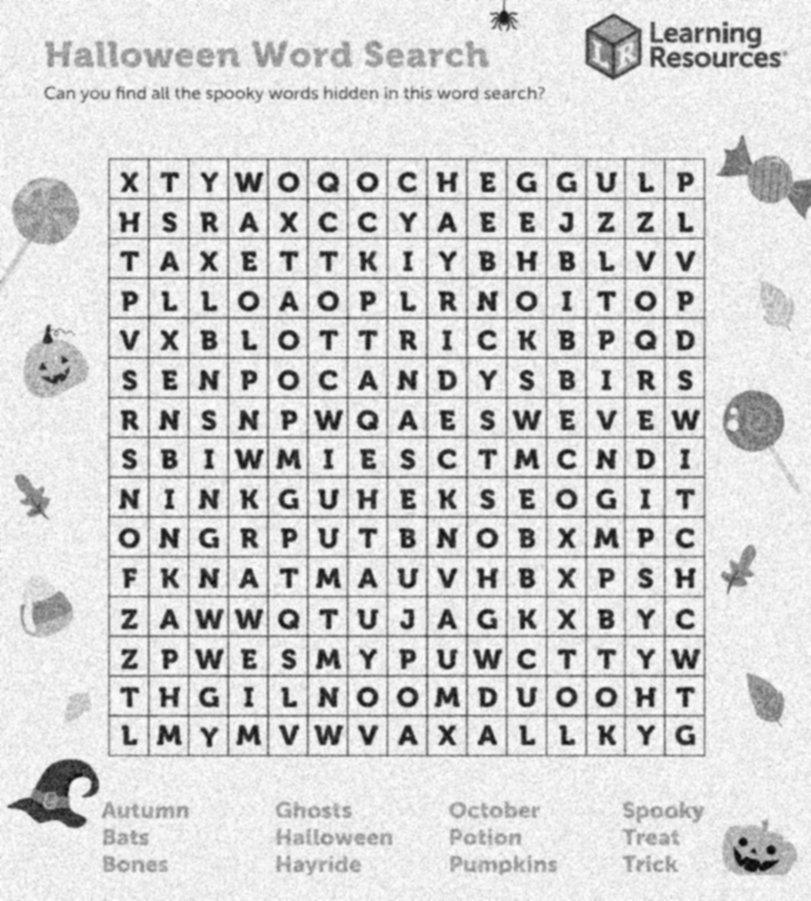 Halloween Word Search
Learning
Resources
Can you find all the spooky words hidden in this word search?
X T Y W O Q O C H E G G U L P
H S R A X C C Y A E E J Z Z L
T A X E T T K I Y B H B L V V
P L L O A O P L R N O I T O P
V X B L O T T R I C K B P Q D
S E N P O C A N D Y S B I R S
R N S N P W Q A E S W E V E W
S B I W M I E S C T M C N D I
N I N K G U H E K S E O G I T
O N G R P U T B N O B X M P C
F K N A T M A U V H B X P S H
Z A W W Q T U J A G K X B Y C
Z P W E S M Y P U W C T T Y W
T H G I L N O O M D U O O H T
L M Y M V W V A X A L L K Y G
Autumn Ghosts October Spooky
Bats Halloween Potion Treat
Bones Hayride Pumpkins Trick